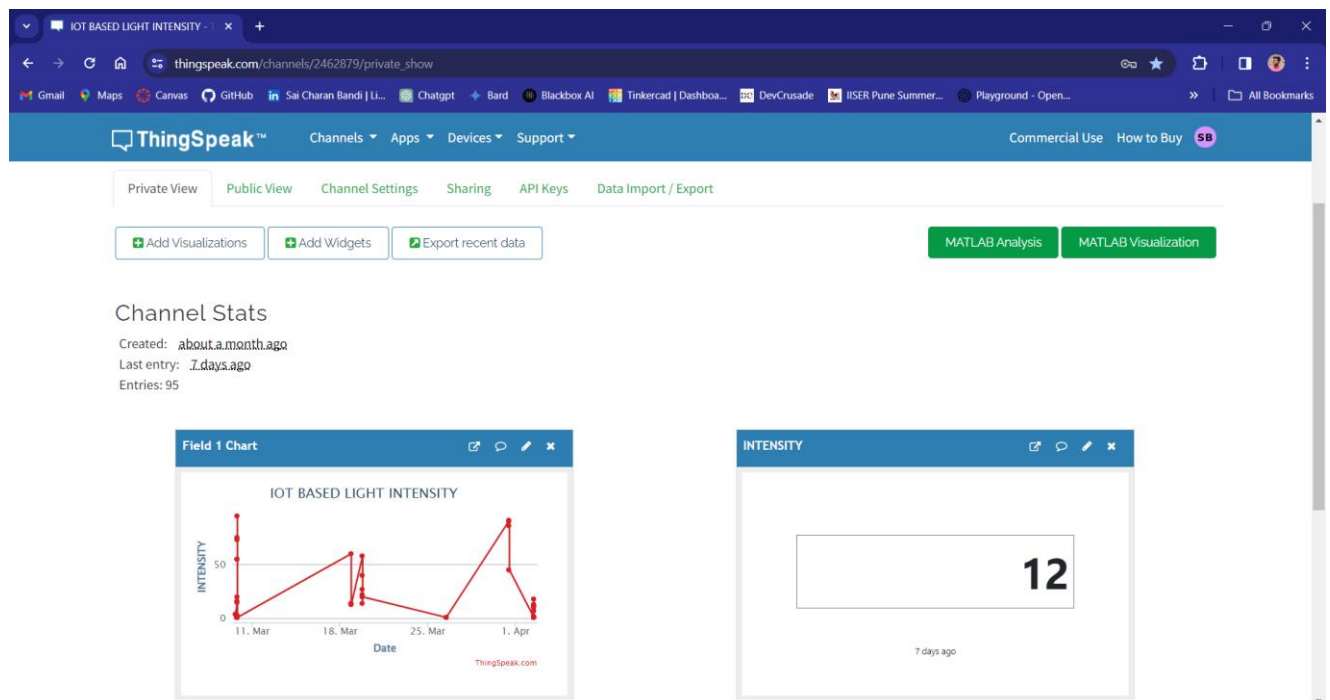 IOT BASED LIGHT INTENSITY - T
thingspeak.com/channels/2462879/private_show
Gmail Maps Canvas GitHub Sai Charan Bandi | Li... Chatgpt Bard Blackbox AI Tinkercad | Dashboa... DevCrusade IISER Pune Summer... Playground - Open... » All Bookmarks
ThingSpeak™ Channels Apps Devices Support Commercial Use How to Buy SB
Private View Public View Channel Settings Sharing API Keys Data Import / Export
Add Visualizations Add Widgets Export recent data MATLAB Analysis MATLAB Visualization
Channel Stats
Created: about a month ago
Last entry: 7 days ago
Entries: 95
Field 1 Chart
IOT BASED LIGHT INTENSITY
INTENSITY
50
0
11. Mar 18. Mar 25. Mar 1. Apr
Date
ThingSpeak.com
INTENSITY
12
7 days ago